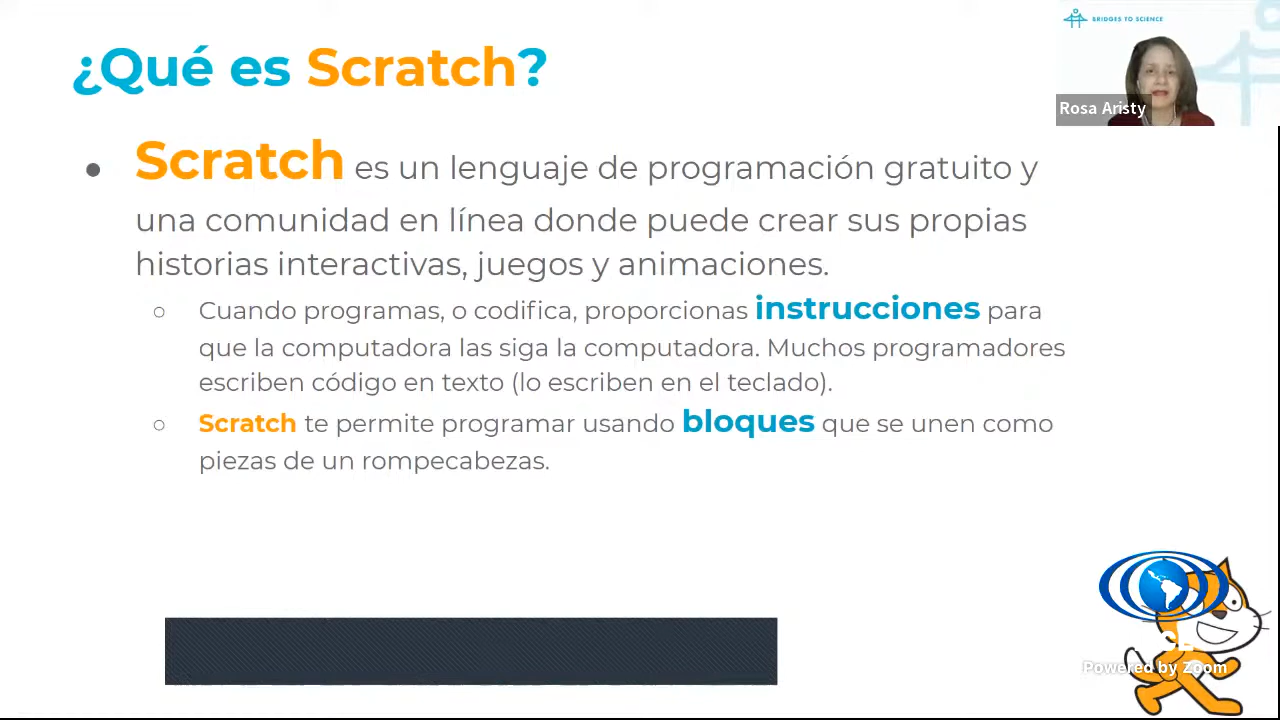 ¿Qué es Scratch?
BRIDGES TO SCIENCE
Rosa Aristy
● Scratch es un lenguaje de programación gratuito y
una comunidad en línea donde puede crear sus propias
historias interactivas, juegos y animaciones.
○ Cuando programas, o codifica, proporcionas instrucciones para
que la computadora las siga la computadora. Muchos programadores
escriben código en texto (lo escriben en el teclado).
○ Scratch te permite programar usando bloques que se unen como
piezas de un rompecabezas.
Powered by Zoom